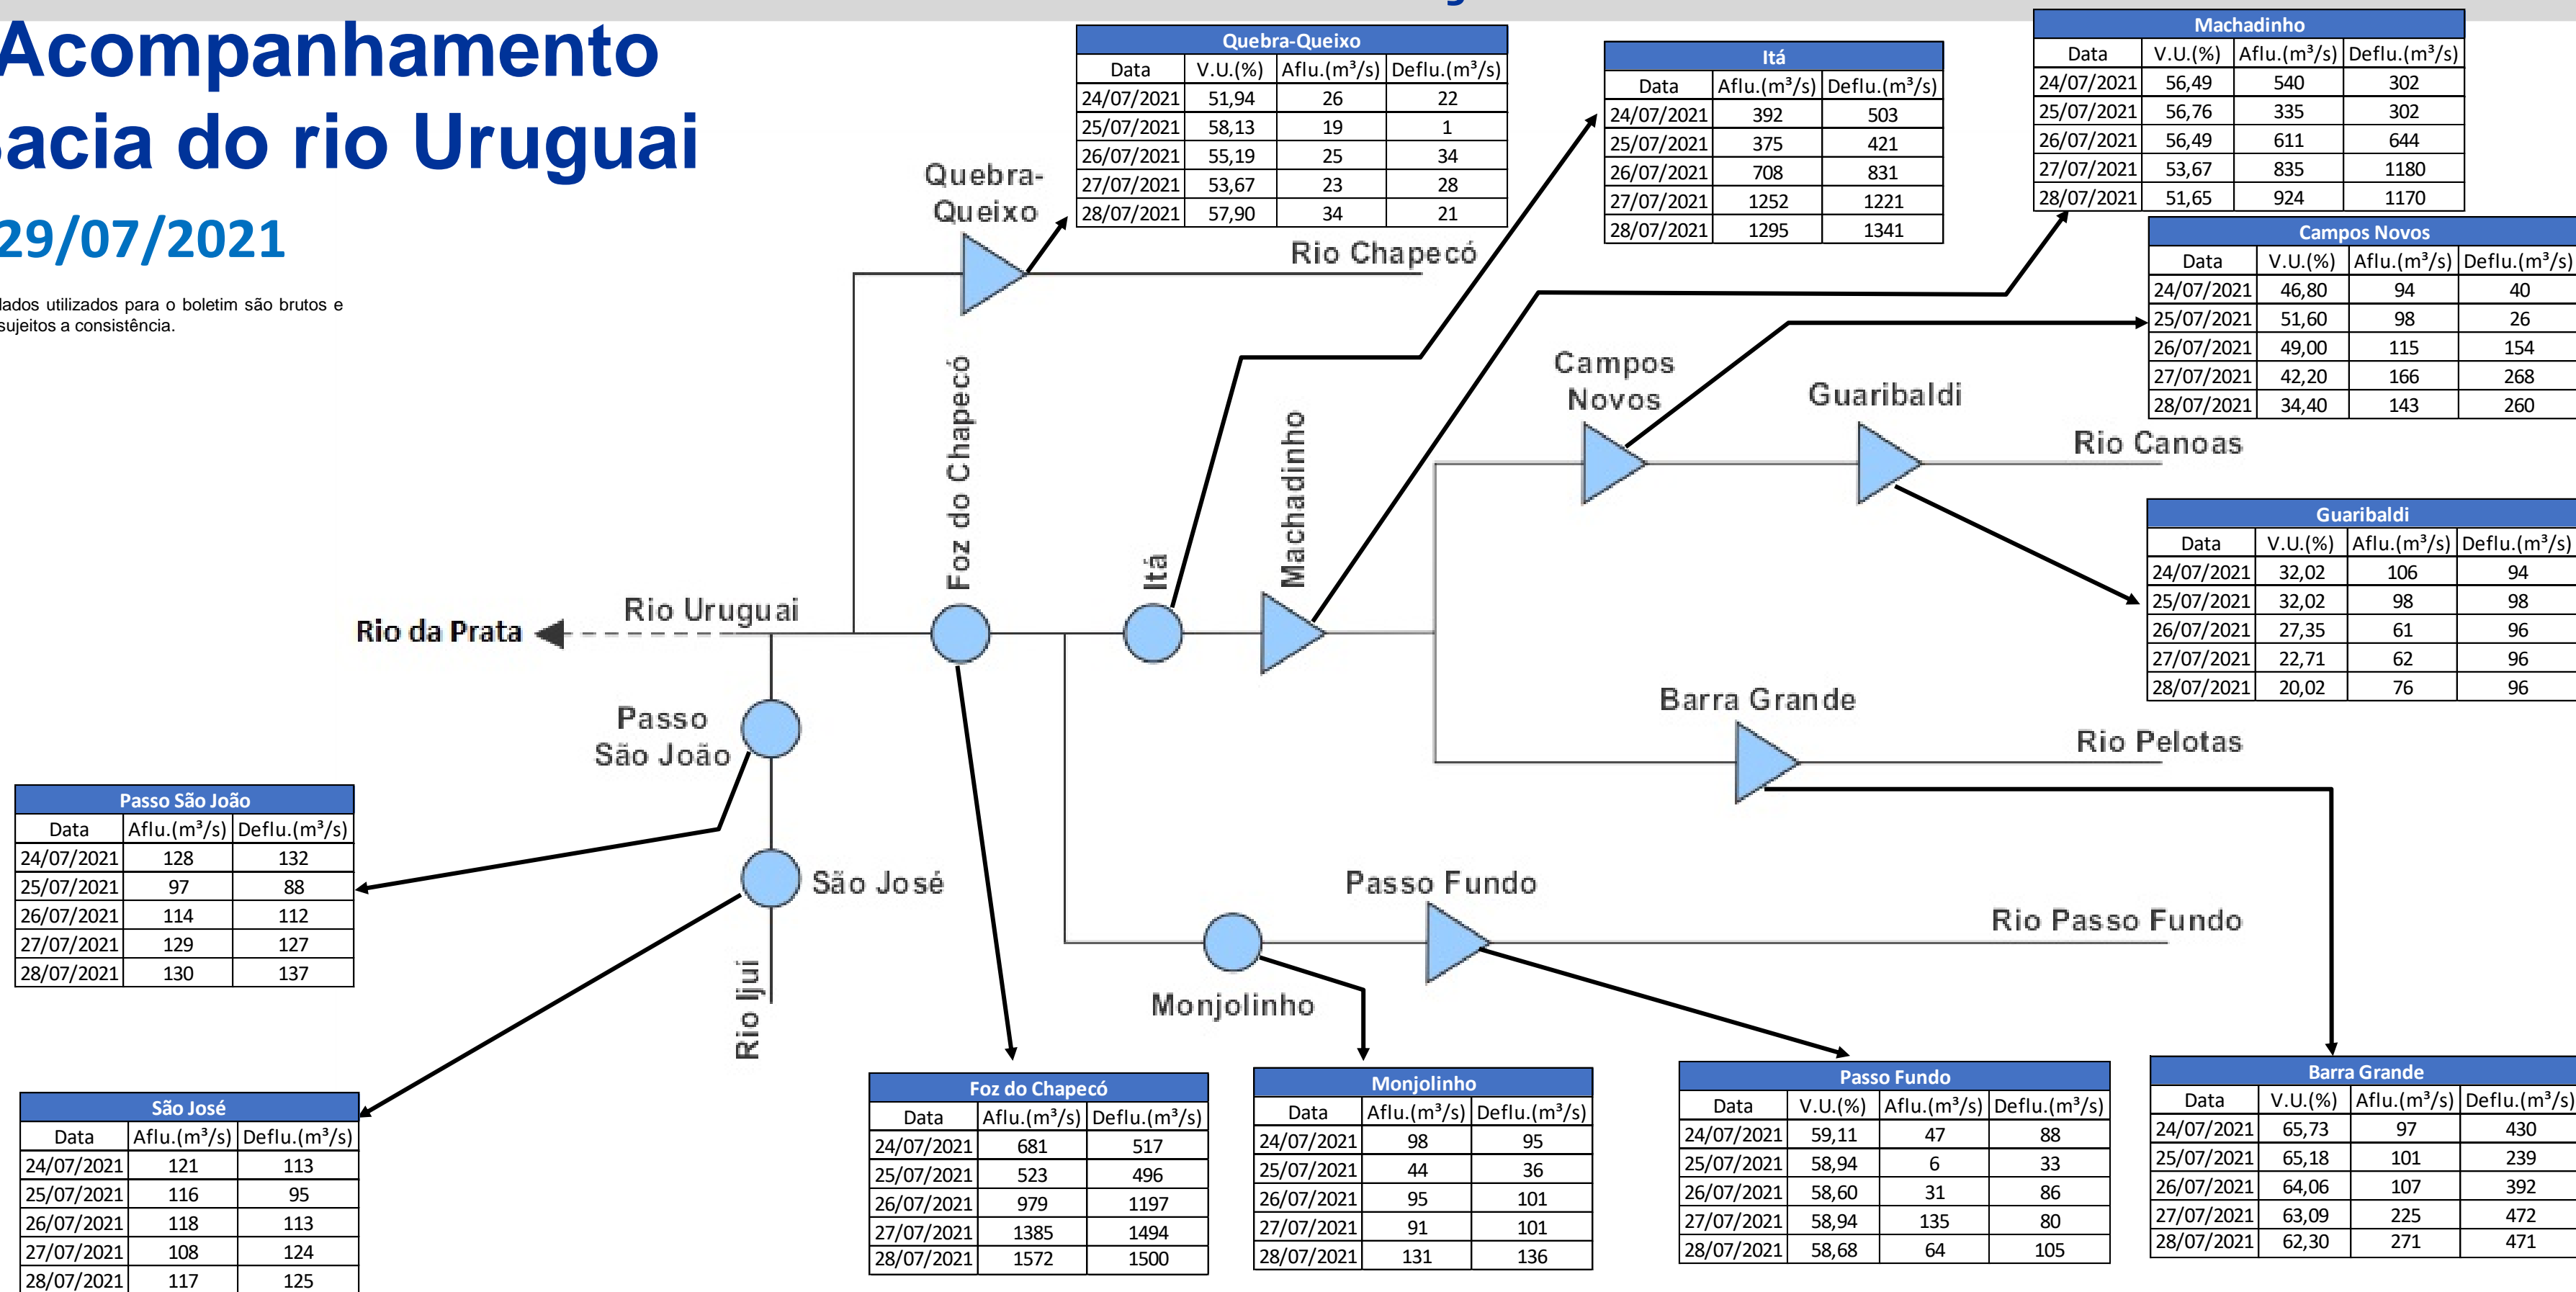 Acompanhamento
Bacia do rio Uruguai
29/07/2021
dados utilizados para o boletim são brutos e
sujeitos a consistência.
Quebra-Queixo
Data V.U.(%) Aflu.(m³/s) Deflu.(m³/s)
24/07/2021 51,94 26 22
25/07/2021 58,13 19 1
26/07/2021 55,19 25 34
27/07/2021 53,67 23 28
28/07/2021 57,90 34 21
Itá
Data Aflu.(m³/s) Deflu.(m³/s)
24/07/2021 392 503
25/07/2021 375 421
26/07/2021 708 831
27/07/2021 1252 1221
28/07/2021 1295 1341
Machadinho
Data V.U.(%) Aflu.(m³/s) Deflu.(m³/s)
24/07/2021 56,49 540 302
25/07/2021 56,76 335 302
26/07/2021 56,49 611 644
27/07/2021 53,67 835 1180
28/07/2021 51,65 924 1170
Campos Novos
Data V.U.(%) Aflu.(m³/s) Deflu.(m³/s)
24/07/2021 46,80 94 40
25/07/2021 51,60 98 26
26/07/2021 49,00 115 154
27/07/2021 42,20 166 268
28/07/2021 34,40 143 260
Quebra-
Queixo
Rio Chapecó
Foz do Chapecó
Itá
Machadinho
Campos
Novos
Guaribaldi
Rio Canoas
Guaribaldi
Data V.U.(%) Aflu.(m³/s) Deflu.(m³/s)
24/07/2021 32,02 106 94
25/07/2021 32,02 98 98
26/07/2021 27,35 61 96
27/07/2021 22,71 62 96
28/07/2021 20,02 76 96
Rio da Prata
Rio Uruguai
Passo
São João
São José
Rio Ijuí
Barra Grande
Rio Pelotas
Passo Fundo
Rio Passo Fundo
Monjolinho
Passo São João
Data Aflu.(m³/s) Deflu.(m³/s)
24/07/2021 128 132
25/07/2021 97 88
26/07/2021 114 112
27/07/2021 129 127
28/07/2021 130 137
São José
Data Aflu.(m³/s) Deflu.(m³/s)
24/07/2021 121 113
25/07/2021 116 95
26/07/2021 118 113
27/07/2021 108 124
28/07/2021 117 125
Foz do Chapecó
Data Aflu.(m³/s) Deflu.(m³/s)
24/07/2021 681 517
25/07/2021 523 496
26/07/2021 979 1197
27/07/2021 1385 1494
28/07/2021 1572 1500
Monjolinho
Data Aflu.(m³/s) Deflu.(m³/s)
24/07/2021 98 95
25/07/2021 44 36
26/07/2021 95 101
27/07/2021 91 101
28/07/2021 131 136
Passo Fundo
Data V.U.(%) Aflu.(m³/s) Deflu.(m³/s)
24/07/2021 59,11 47 88
25/07/2021 58,94 6 33
26/07/2021 58,60 31 86
27/07/2021 58,94 135 80
28/07/2021 58,68 64 105
Barra Grande
Data V.U.(%) Aflu.(m³/s) Deflu.(m³/s)
24/07/2021 65,73 97 430
25/07/2021 65,18 101 239
26/07/2021 64,06 107 392
27/07/2021 63,09 225 472
28/07/2021 62,30 271 471